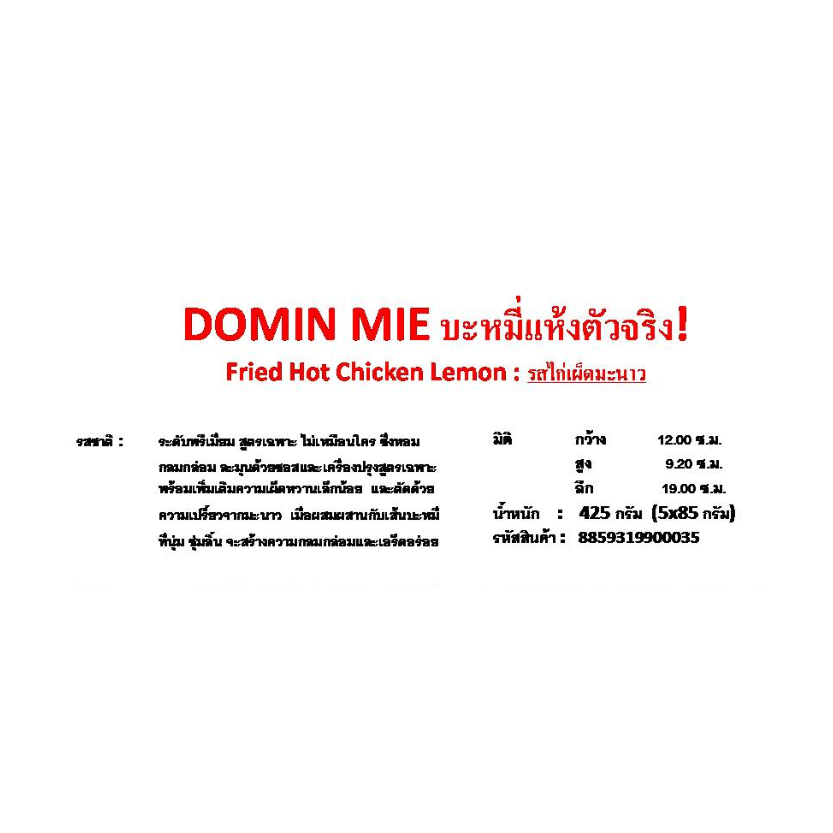 DOMIN MIE บะหมี่แห้งตัวจริง!
Fried Hot Chicken Lemon : รสไก่เผ็ดมะนาว
รสชาติ : ระดับพรีเมี่ยม สูตรเฉพาะ ไม่เหมือนใคร ซึ่งหอม
กลมกล่อม ละมุนด้วยซอสและเครื่องปรุงสูตรเฉพาะ
พร้อมเพิ่มเติมความเผ็ดหวานเล็กน้อย และตัดด้วย
ความเปรี้ยวจากมะนาว เมื่อผสมผสานกับเส้นบะหมี่
ที่นุ่ม ชุ่มลิ้น จะสร้างความกลมกล่อมและเอร็ดอร่อย
มิติ กว้าง 12.00 ซ.ม.
สูง 9.20 ซ.ม.
ลึก 19.00 ซ.ม.
น้ำหนัก : 425 กรัม (5x85 กรัม)
รหัสสินค้า : 8859319900035